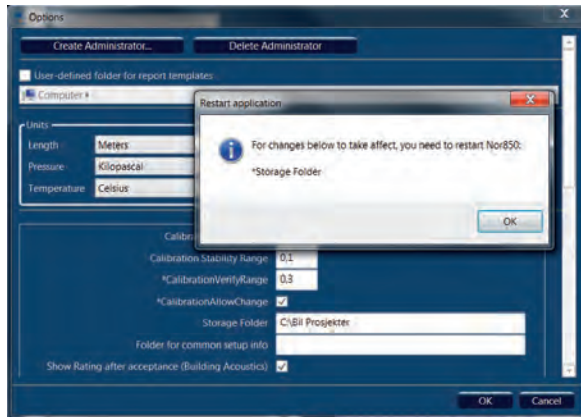 Options
X
Create Administrator...
Delete Administrator
User-defined folder for report templates
Computer
Restart application
For changes below to take affect, you need to restart Nor850:
*Storage Folder
OK
Units
Length
Meters
Pressure
Kilopascal
Temperature
Celsius
Calibration Stability Range
0,1
*CalibrationVerifyRange
0,3
*CalibrationAllowChange
Storage Folder
C:\Bil Prosjekter
Folder for common setup info
Show Rating after acceptance (Building Acoustics)
OK
Cancel